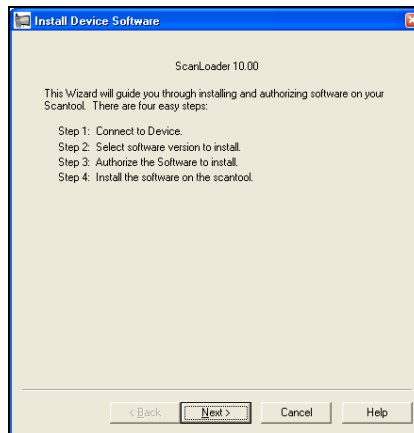 Install Device Software
ScanLoader 10.00
This Wizard will guide you through installing and authorizing software on your
Scantool. There are four easy steps:
Step 1: Connect to Device.
Step 2: Select software version to install.
Step 3: Authorize the Software to install.
Step 4: Install the software on the scantool.
< Back Next > Cancel Help